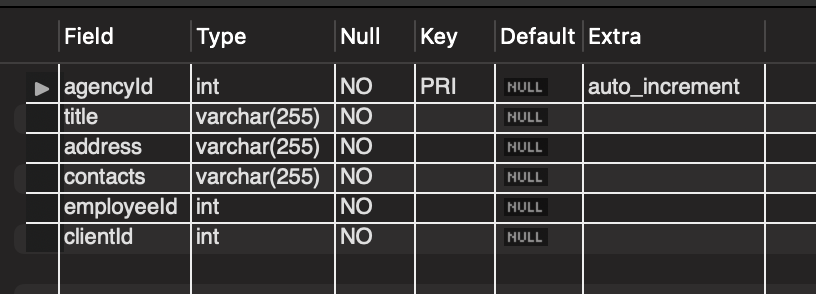 Field Type Null Key Default Extra
agencyId int NO PRI NULL auto_increment
title varchar(255) NO NULL
address varchar(255) NO NULL
contacts varchar(255) NO NULL
employeeId int NO NULL
clientId int NO NULL